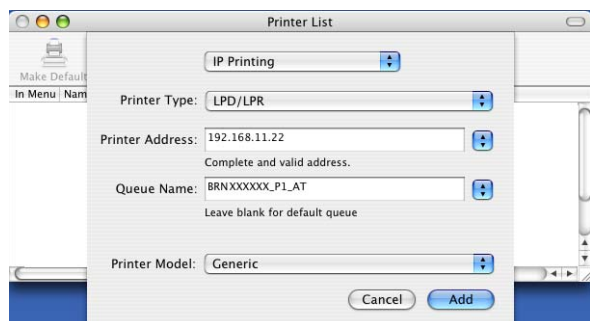 Printer List
IP Printing
Make Default
In Menu Nam
Printer Type: LPD/LPR
Printer Address: 192.168.11.22
Complete and valid address.
Queue Name: BRNXXXXXX_P1_AT
Leave blank for default queue
Printer Model: Generic
Cancel Add